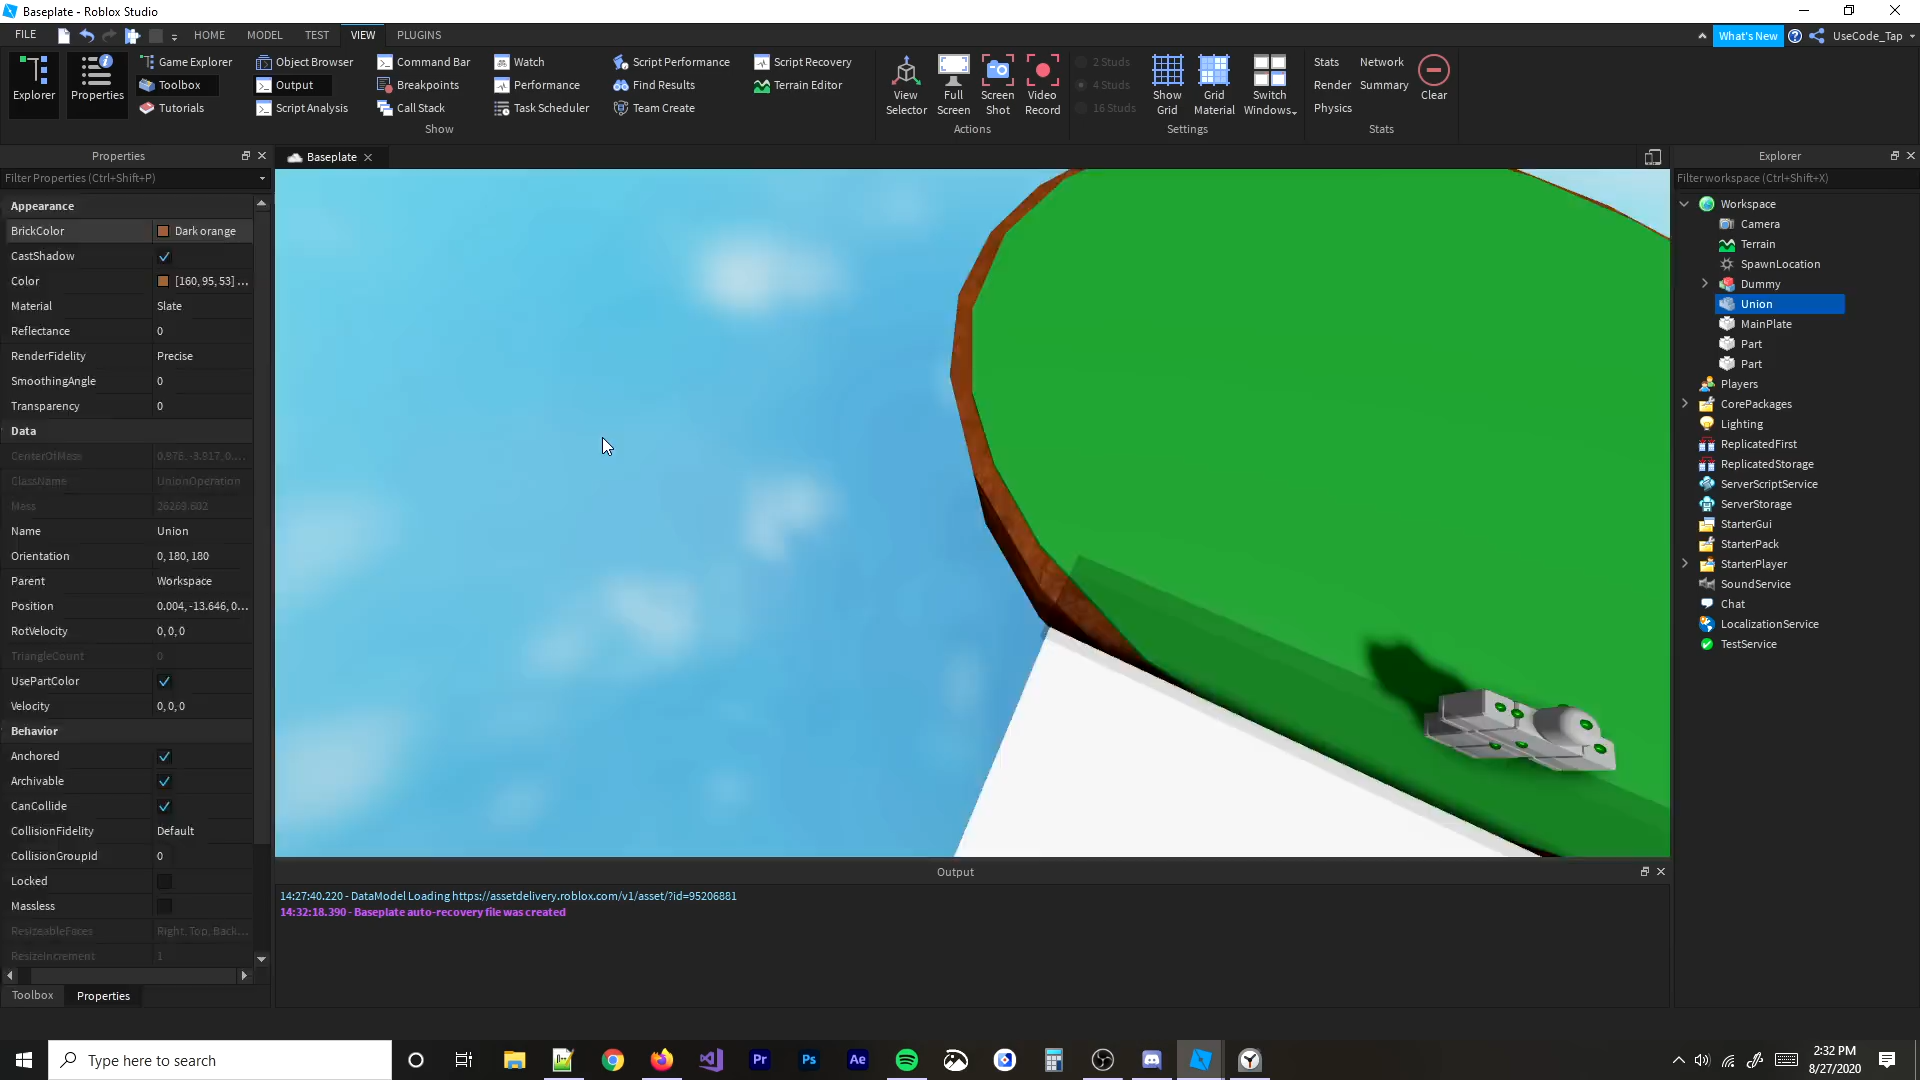 Baseplate - Roblox Studio
FILE HOME MODEL TEST VIEW PLUGINS What's New UseCode_Tap
Explorer
Properties
Game Explorer
Toolbox
Tutorials
Object Browser
Output
Script Analysis
Command Bar
Breakpoints
Call Stack
Watch
Performance
Task Scheduler
Script Performance
Find Results
Team Create
Script Recovery
Terrain Editor
Show
View Selector
Full Screen
Screen Shot
Video Record
Actions
2 Studs
4 Studs
16 Studs
Show Grid
Grid Material
Switch Windows
Settings
Stats Network
Render Summary
Physics
Clear
Stats
Properties
Filter Properties (Ctrl+Shift+P)
Appearance
BrickColor Dark orange
CastShadow
Color [160, 95, 53] ...
Material Slate
Reflectance 0
RenderFidelity Precise
SmoothingAngle 0
Transparency 0
Data
CenterOfMass 0.976, -3.917, 0....
ClassName UnionOperation
Mass 26269.602
Name Union
Orientation 0, 180, 180
Parent Workspace
Position 0.004, -13.646, 0...
RotVelocity 0, 0, 0
TriangleCount 0
UsePartColor
Velocity 0, 0, 0
Behavior
Anchored
Archivable
CanCollide
CollisionFidelity Default
CollisionGroupId 0
Locked
Massless
ResizeableFaces Right, Top, Back...
ResizeIncrement 1
Toolbox Properties
Baseplate
Output
14:27:40.220 - DataModel Loading https://assetdelivery.roblox.com/v1/asset/?id=95206881
14:32:18.390 - Baseplate auto-recovery file was created
Explorer
Filter workspace (Ctrl+Shift+X)
Workspace
Camera
Terrain
SpawnLocation
Dummy
Union
MainPlate
Part
Part
Players
CorePackages
Lighting
ReplicatedFirst
ReplicatedStorage
ServerScriptService
ServerStorage
StarterGui
StarterPack
StarterPlayer
SoundService
Chat
LocalizationService
TestService
Type here to search
Pr
Ps
Ae
2:32 PM
8/27/2020